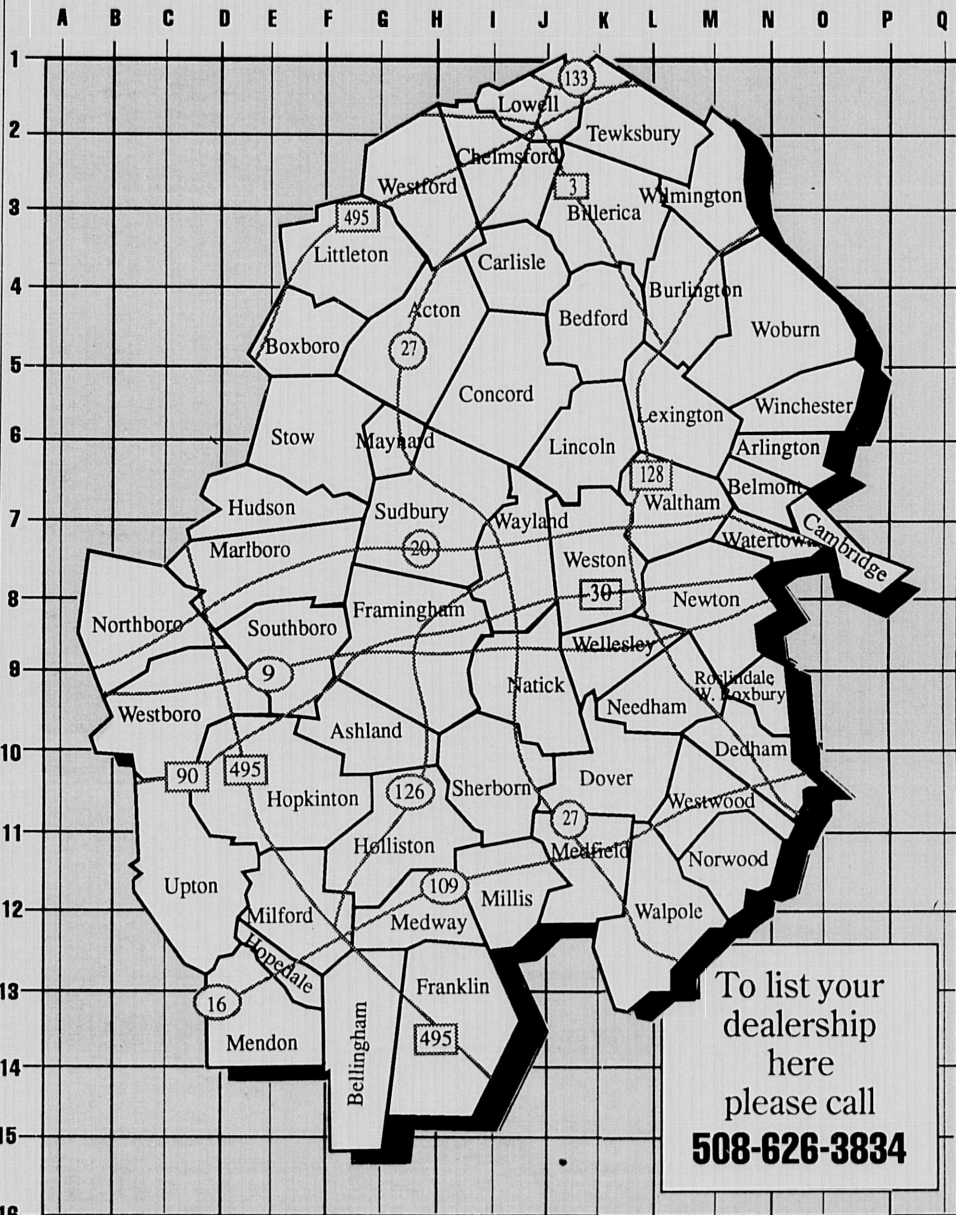 A B C D E F G H I J K L M N O P Q
1
133
Lowell
2
Tewksbury
Chelmsford
Westford
3
Wilmington
3
495
Billerica
Littleton
Carlisle
4
Burlington
Acton
Bedford
Woburn
Boxboro
27
5
Concord
Winchester
Lexington
6
Stow
Maynard
Lincoln
Arlington
128
Belmont
Hudson
Waltham
Sudbury
7
Wayland
Cambridge
Marlboro
20
Watertown
Weston
8
30
Newton
Framingham
Northboro
Southboro
Wellesley
9
9
Natick
Roslindale
W. Roxbury
Westboro
Needham
Ashland
10
Dedham
90
495
Dover
Hopkinton
126
Sherborn
Westwood
11
27
Holliston
Medfield
Norwood
Upton
109
Millis
12
Milford
Medway
Walpole
Hopedale
13
16
Franklin
Mendon
Bellingham
495
14
15
16
To list your
dealership
here
please call
508-626-3834